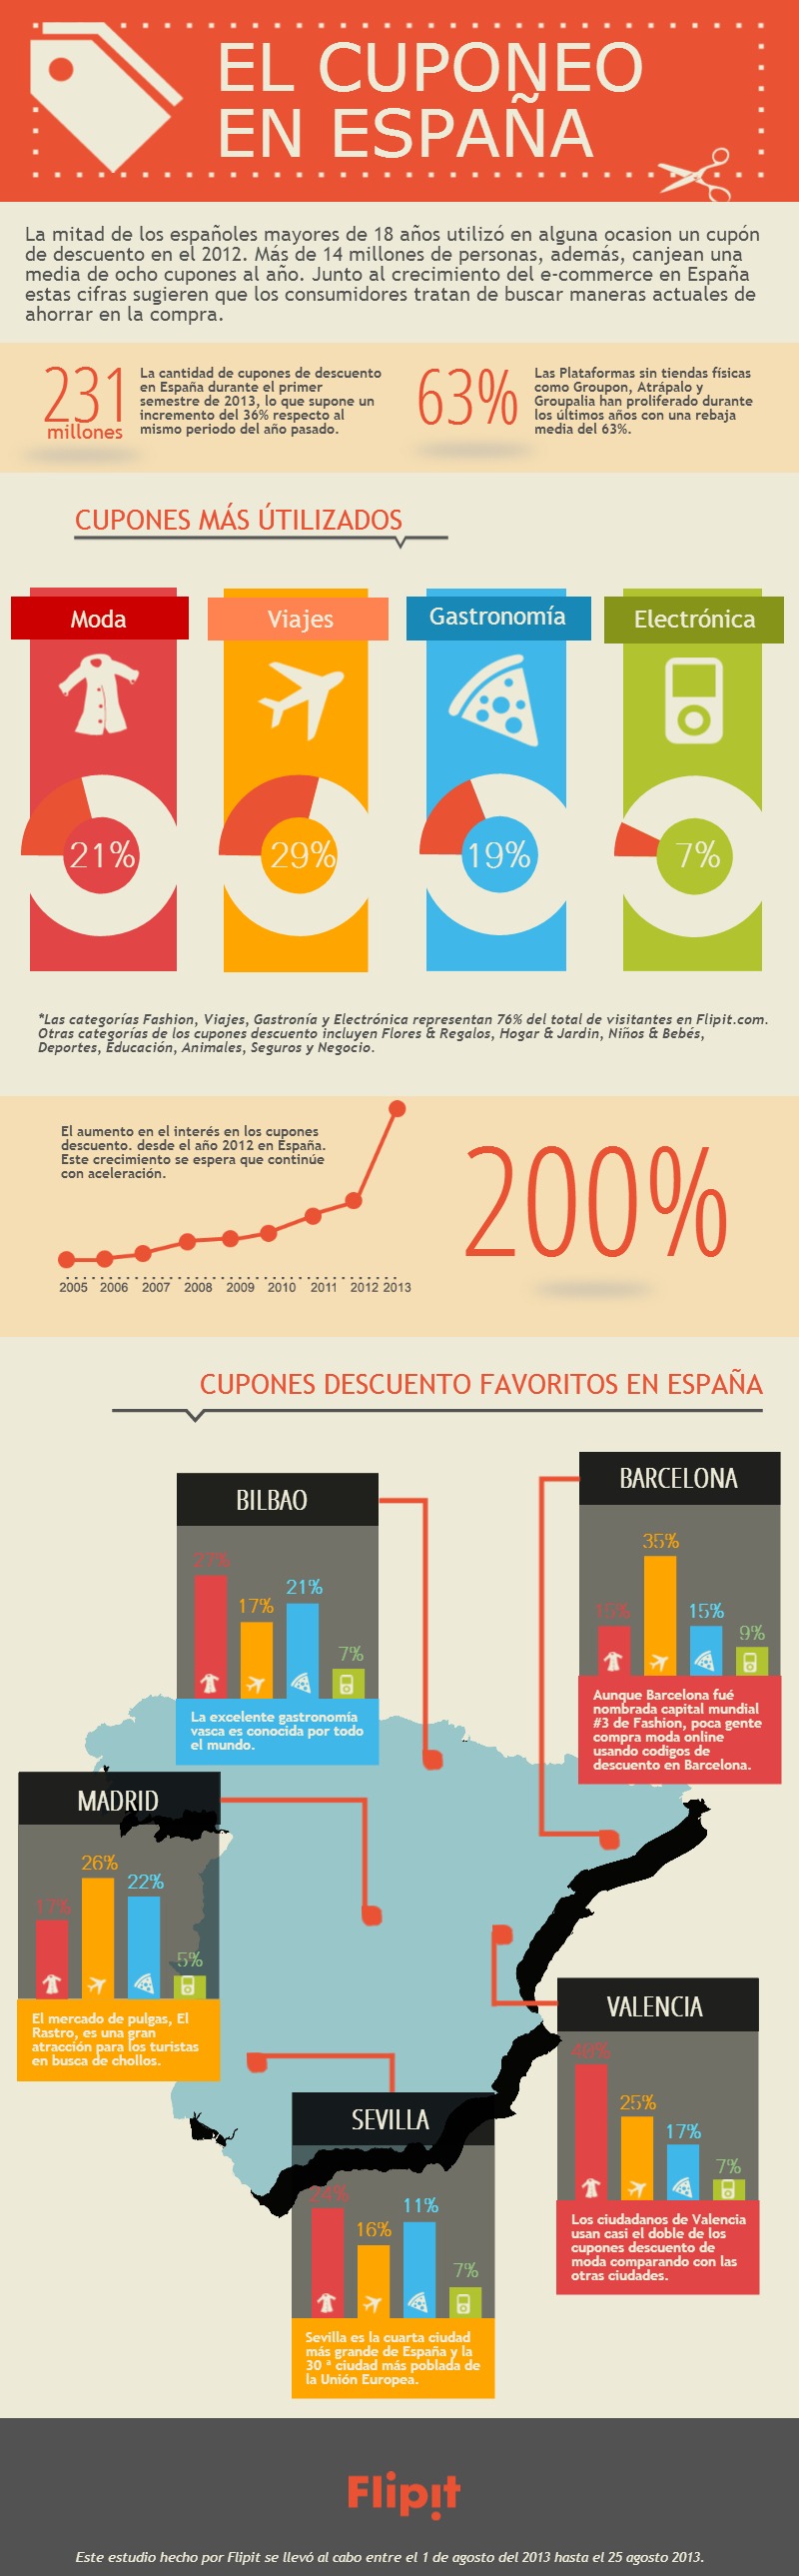 EL CUPONEO
EN ESPAÑA
La mitad de los españoles mayores de 18 años utilizó en alguna ocasion un cupón
de descuento en el 2012. Más de 14 millones de personas, además, canjean una
media de ocho cupones al año. Junto al crecimiento del e-commerce en España
estas cifras sugieren que los consumidores tratan de buscar maneras actuales de
ahorrar en la compra.
231
millones
La cantidad de cupones de descuento
en España durante el primer
semestre de 2013, lo que supone un
incremento del 36% respecto al
mismo periodo del año pasado.
63%
Las Plataformas sin tiendas físicas
como Groupon, Atrápalo y
Groupalia han proliferado durante
los últimos años con una rebaja
media del 63%.
CUPONES MÁS ÚTILIZADOS
Moda
Viajes
Gastronomía
Electrónica
21%
29%
19%
7%
*Las categorías Fashion, Viajes, Gastronía y Electrónica representan 76% del total de visitantes en Flipit.com.
Otras categorías de los cupones descuento incluyen Flores & Regalos, Hogar & Jardin, Niños & Bebés,
Deportes, Educación, Animales, Seguros y Negocio.
El aumento en el interés en los cupones
descuento. desde el año 2012 en España.
Este crecimiento se espera que continúe
con aceleración.
200%
2005 2006 2007 2008 2009 2010 2011 2012 2013
CUPONES DESCUENTO FAVORITOS EN ESPAÑA
BILBAO
27%
17%
21%
7%
La excelente gastronomía
vasca es conocida por todo
el mundo.
BARCELONA
15%
35%
15%
9%
Aunque Barcelona fué
nombrada capital mundial
#3 de Fashion, poca gente
compra moda online
usando codigos de
descuento en Barcelona.
MADRID
17%
26%
22%
5%
El mercado de pulgas, El
Rastro, es una gran
atracción para los turistas
en busca de chollos.
VALENCIA
40%
25%
17%
7%
Los ciudadanos de Valencia
usan casi el doble de los
cupones descuento de
moda comparando con las
otras ciudades.
SEVILLA
24%
16%
11%
7%
Sevilla es la cuarta ciudad
más grande de España y la
30 ª ciudad más poblada de
la Unión Europea.
Flipit
Este estudio hecho por Flipit se llevó al cabo entre el 1 de agosto del 2013 hasta el 25 agosto 2013.